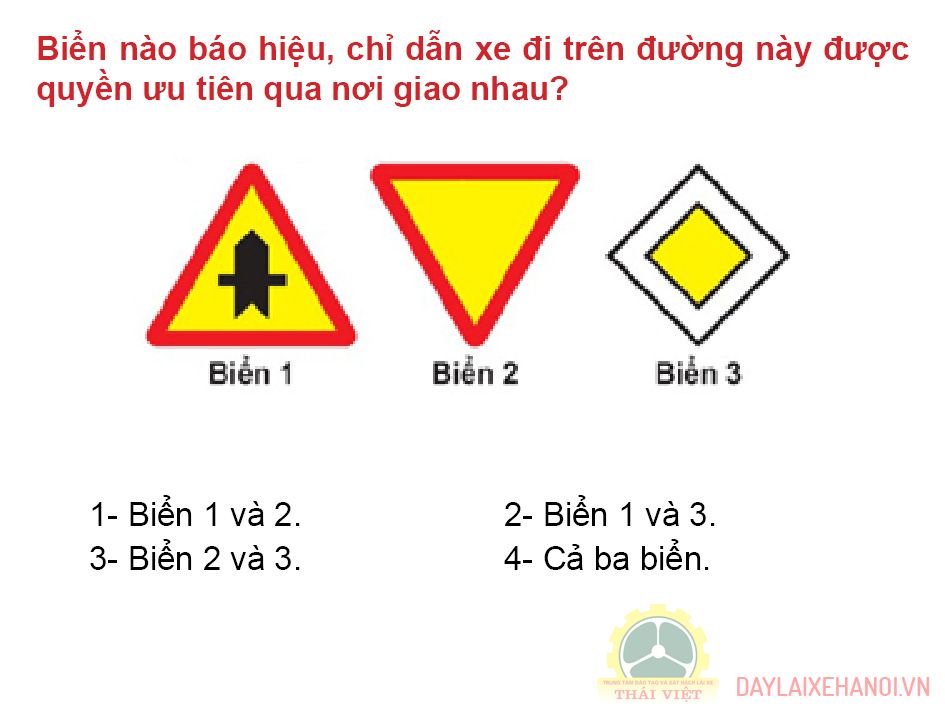 Biển nào báo hiệu, chỉ dẫn xe đi trên đường này được
quyền ưu tiên qua nơi giao nhau?
Biển 1 Biển 2 Biển 3
1- Biển 1 và 2. 2- Biển 1 và 3.
3- Biển 2 và 3. 4- Cả ba biển.
TRUNG TÂM ĐÀO TẠO VÀ SÁT HẠCH LÁI XE
THÁI VIỆT
DAYLAIXEHANOI.VN